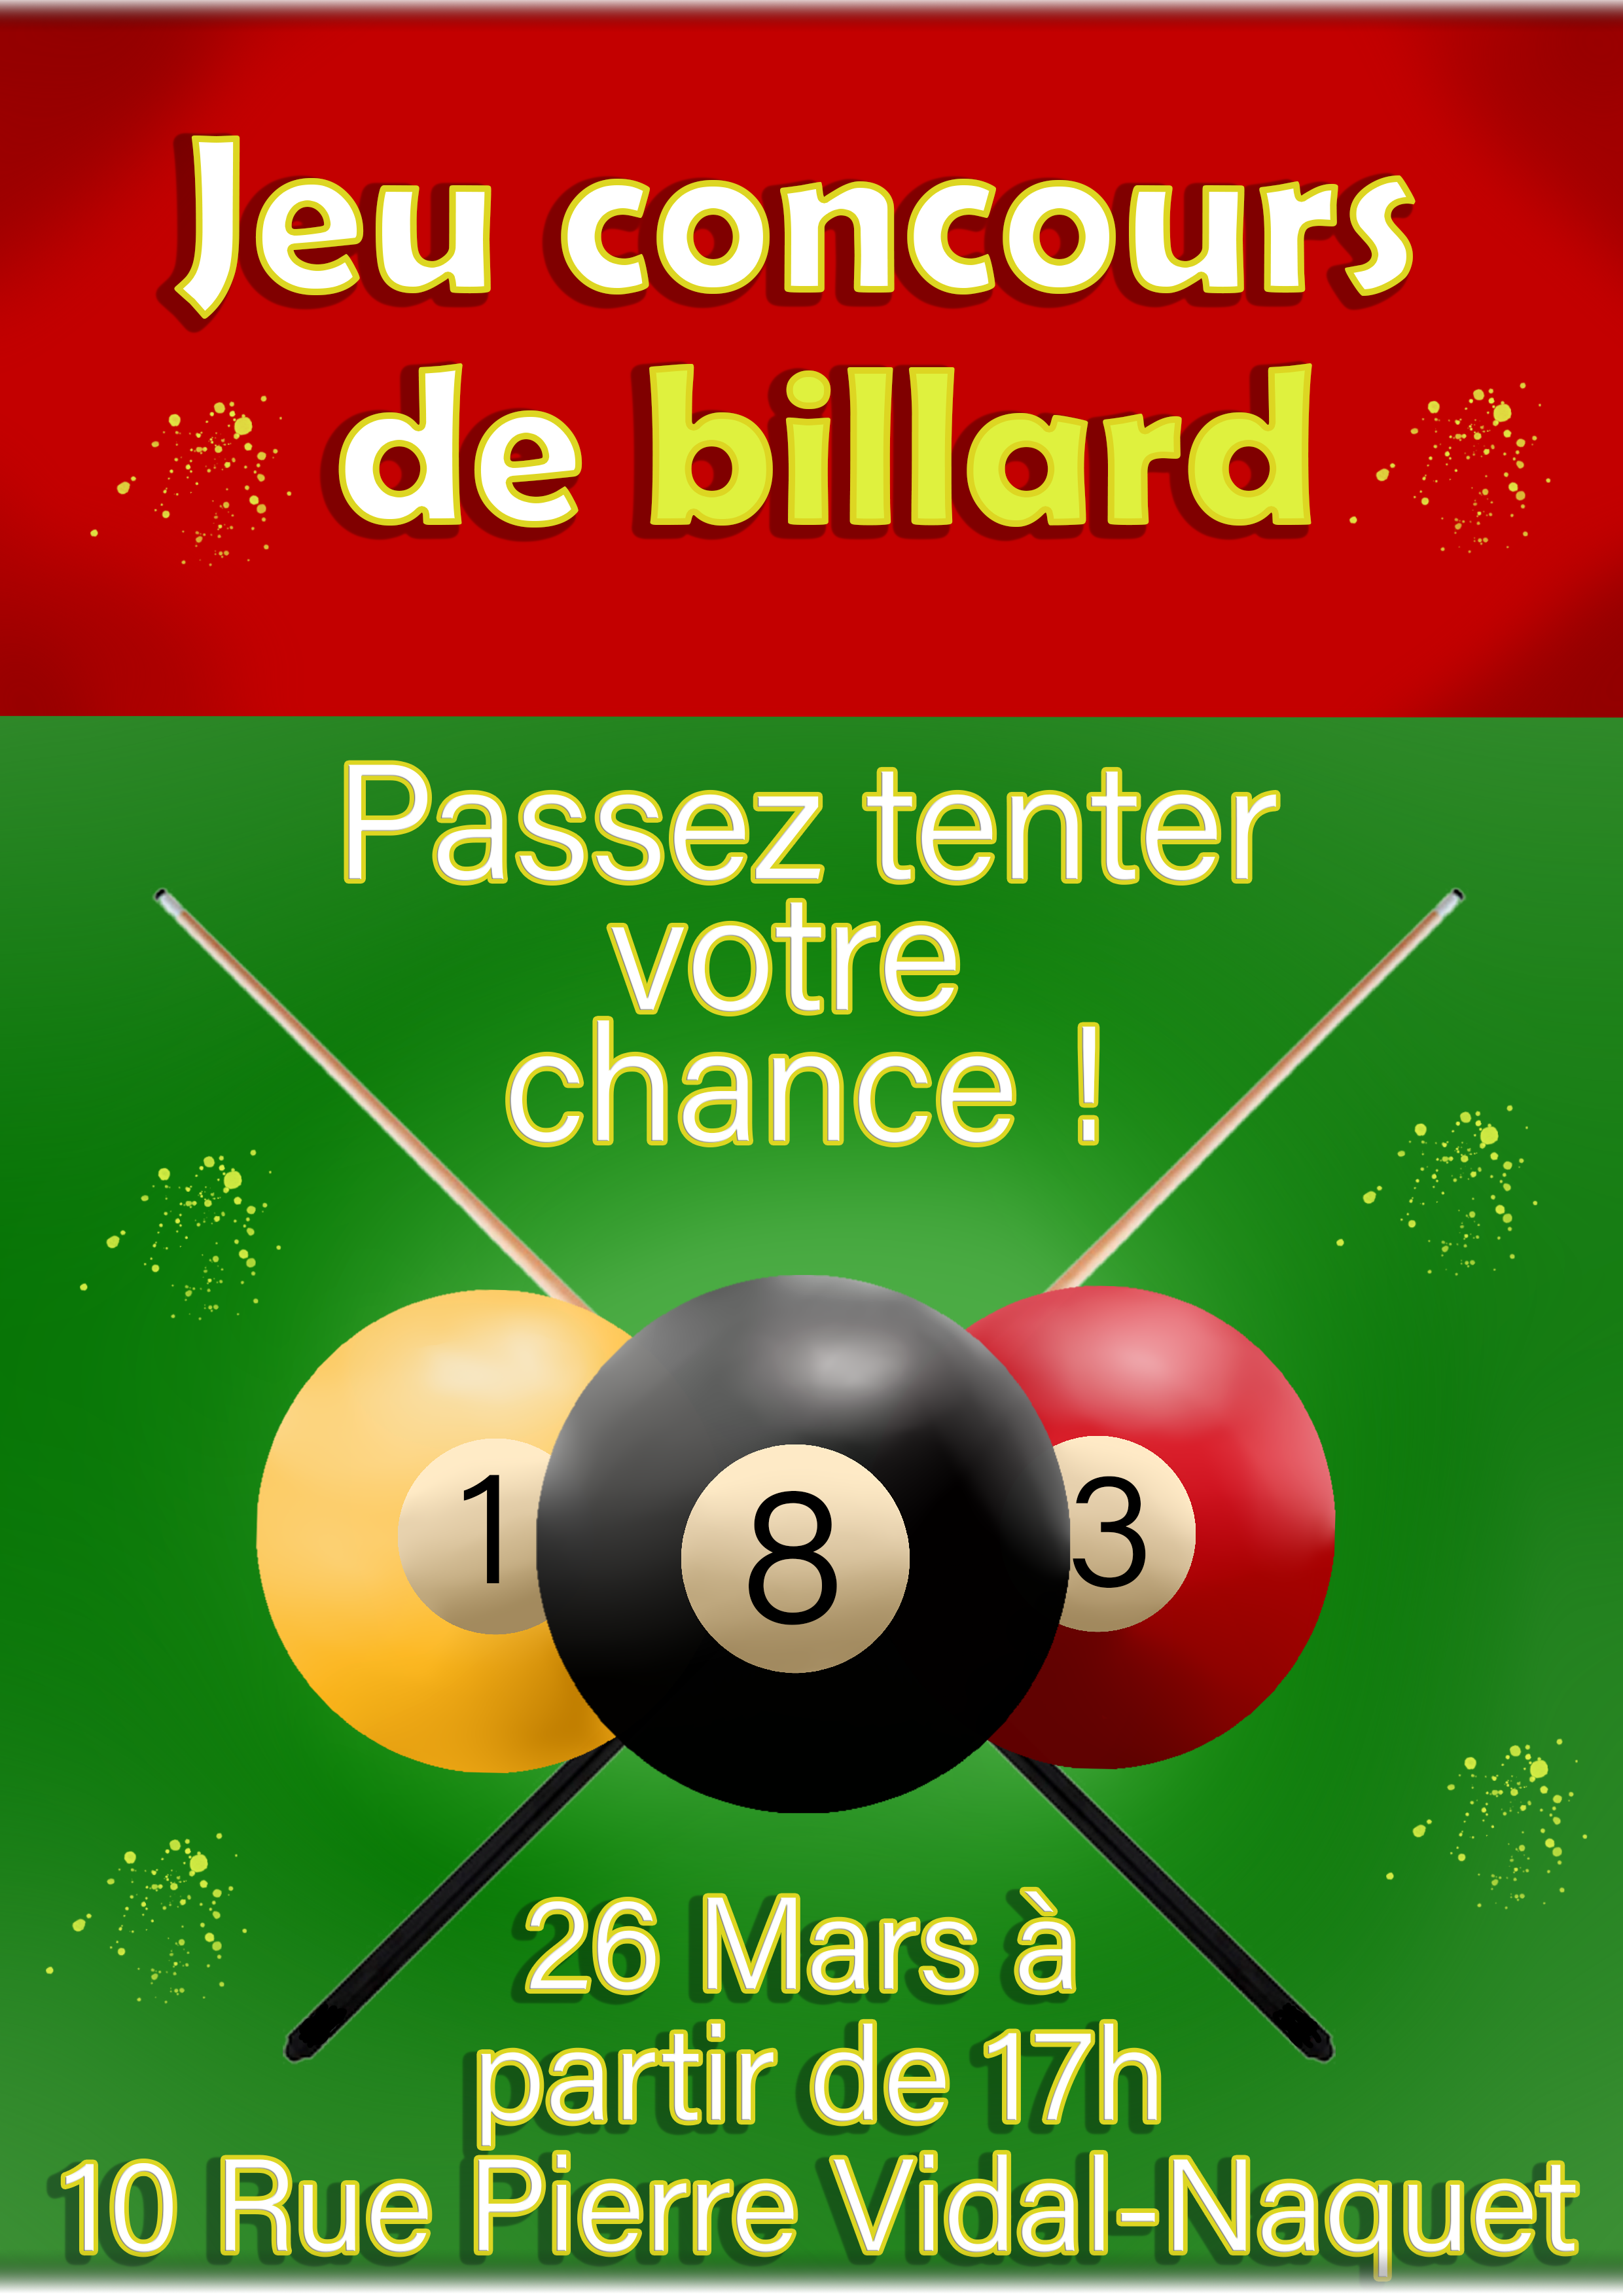 Jeu concours
de billard
Passez tenter
votre
chance !
1 8 3
26 Mars à
partir de 17h
10 Rue Pierre Vidal-Naquet